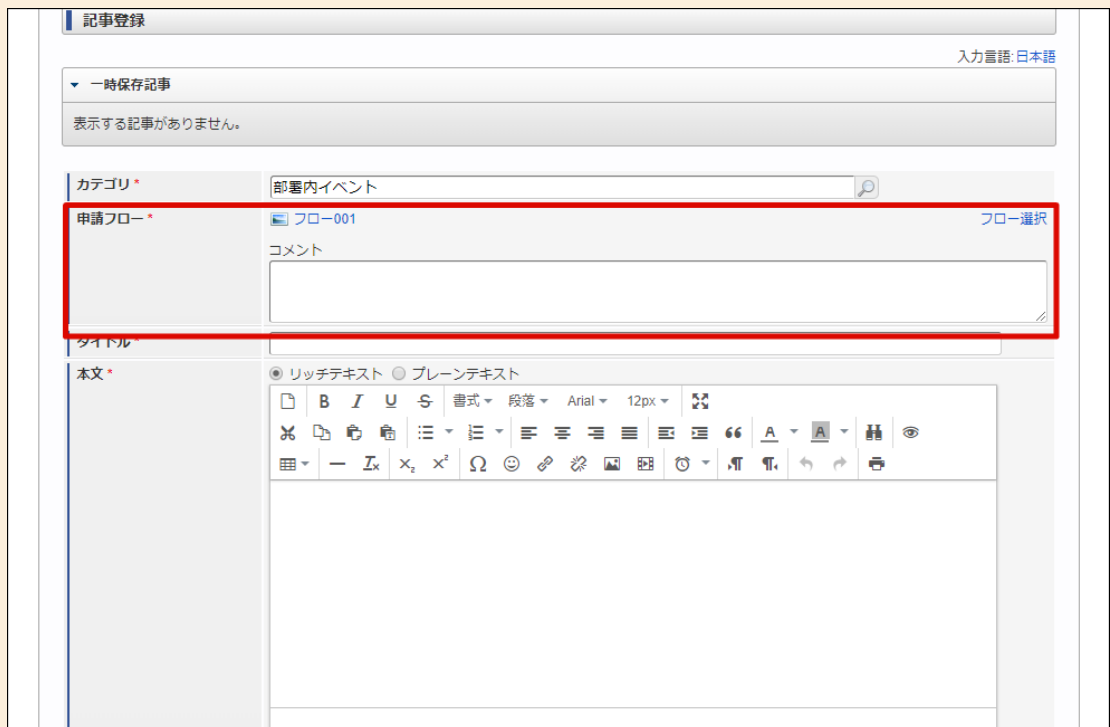 記事登録
入力言語:日本語
一時保存記事
表示する記事がありません。
カテゴリ *
部署内イベント
申請フロー *
フロー001
フロー選択
コメント
タイトル *
本文 *
リッチテキスト プレーンテキスト
書式 段落 Arial 12px